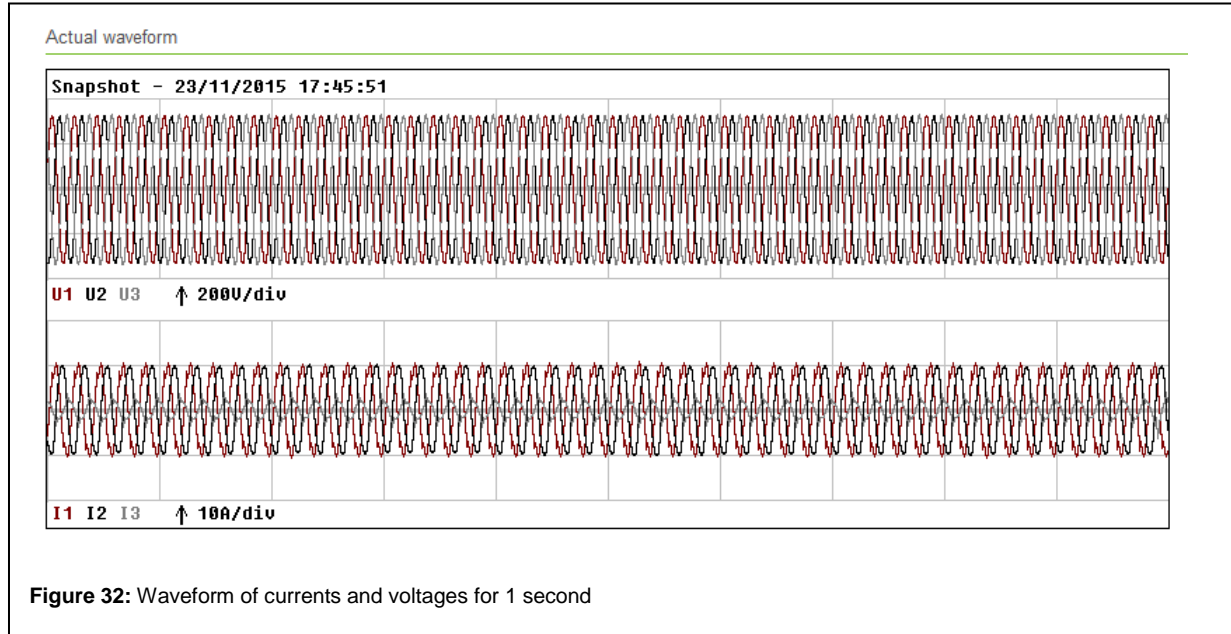 Actual waveform
Snapshot - 23/11/2015 17:45:51
U1 U2 U3 ↑ 200V/div
I1 I2 I3 ↑ 10A/div
Figure 32: Waveform of currents and voltages for 1 second